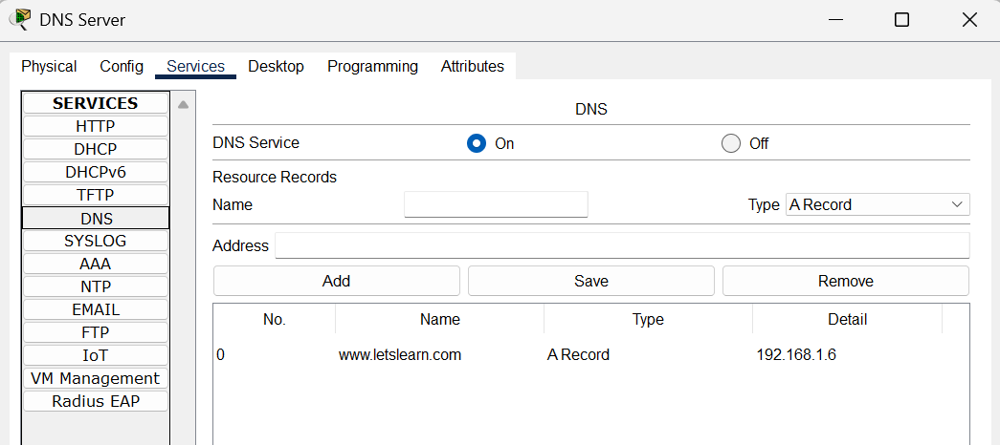 DNS Server
Physical Config Services Desktop Programming Attributes
SERVICES
HTTP
DHCP
DHCPv6
TFTP
DNS
SYSLOG
AAA
NTP
EMAIL
FTP
IoT
VM Management
Radius EAP
DNS
DNS Service On Off
Resource Records
Name Type A Record
Address
Add Save Remove
No. Name Type Detail
0 www.letslearn.com A Record 192.168.1.6